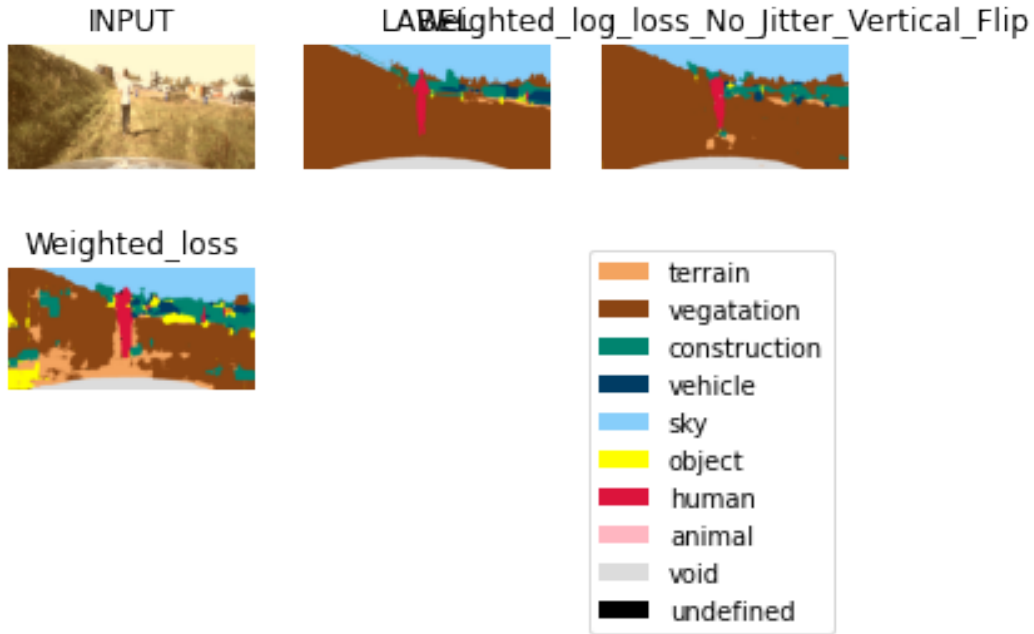 INPUT
LABEL
Weighted_log_loss_No_Jitter_Vertical_Flip
Weighted_loss
terrain
vegatation
construction
vehicle
sky
object
human
animal
void
undefined